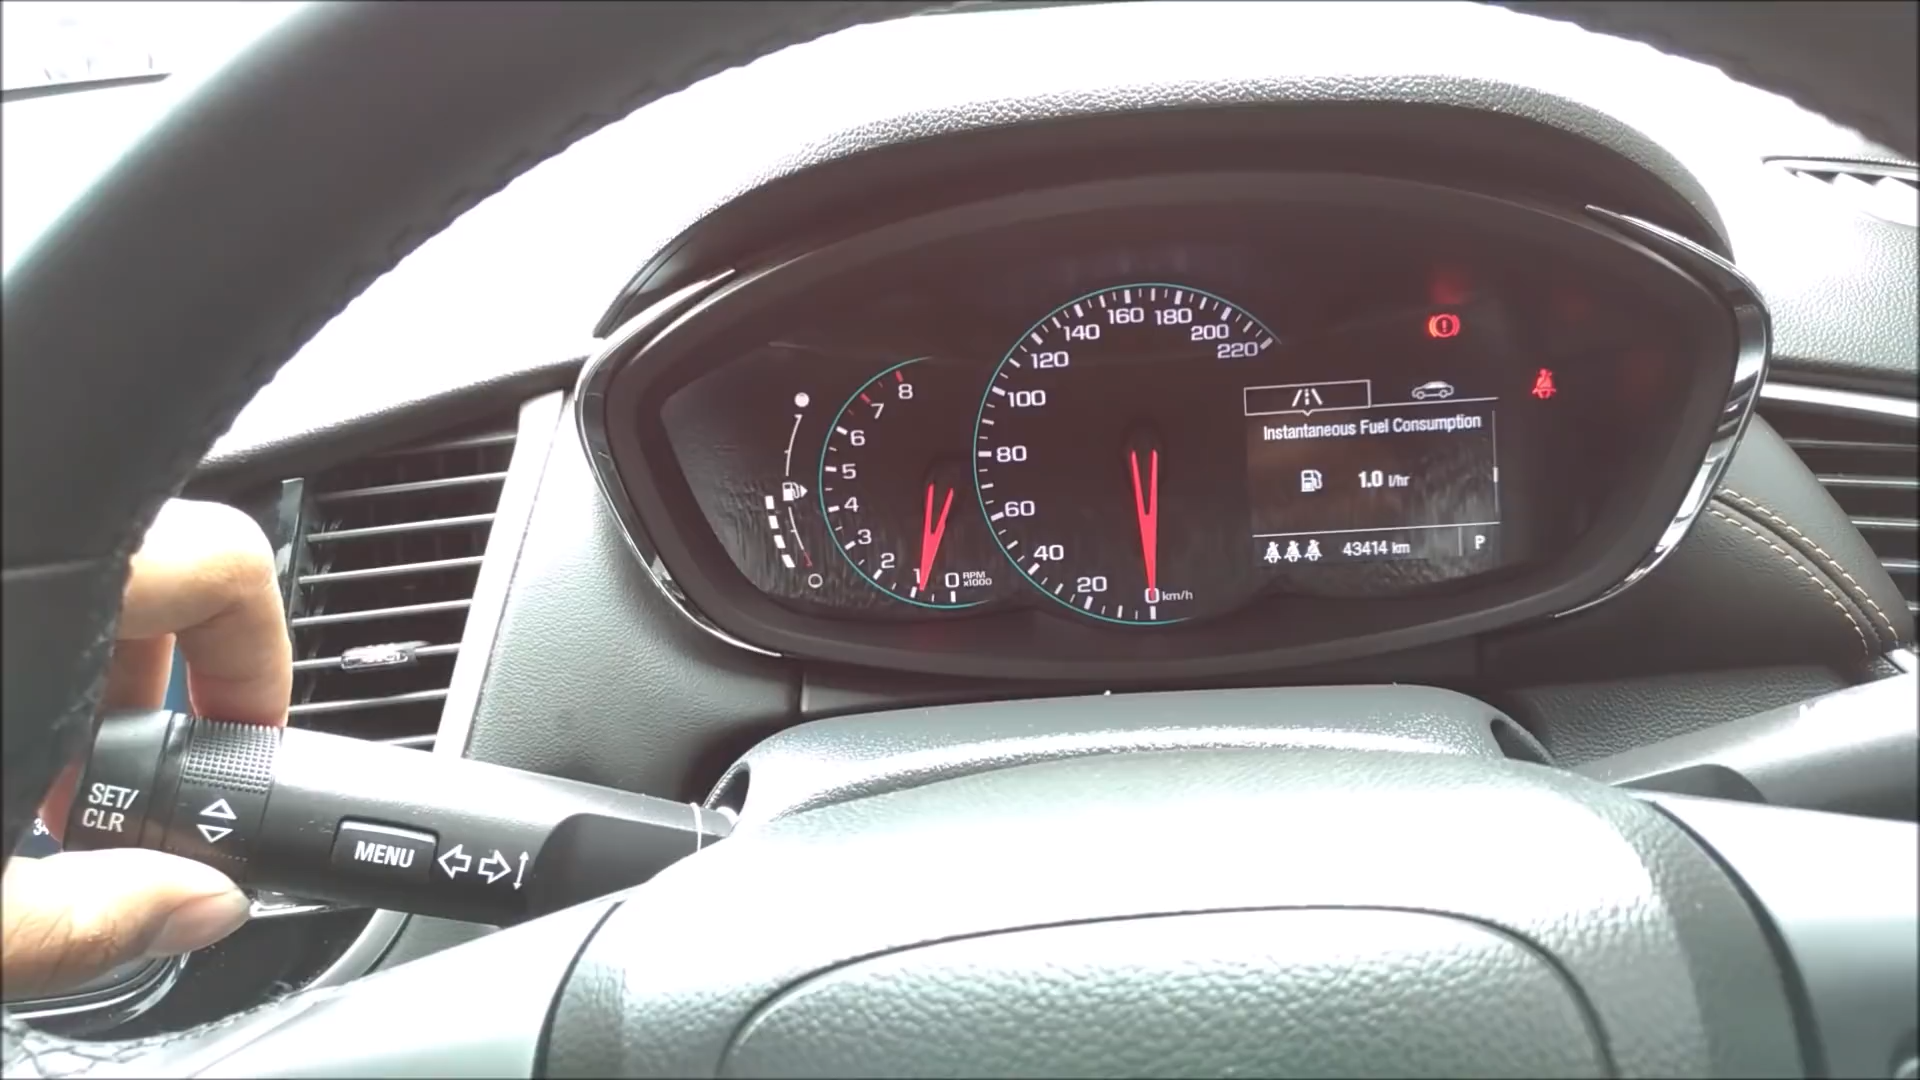 220
200
180
160
140
120
100
80
60
40
20
0 km/h
8
7
6
5
4
3
2
1
0 RPM x1000
Instantaneous Fuel Consumption
1.0 l/hr
43414 km
P
SET/
CLR
MENU